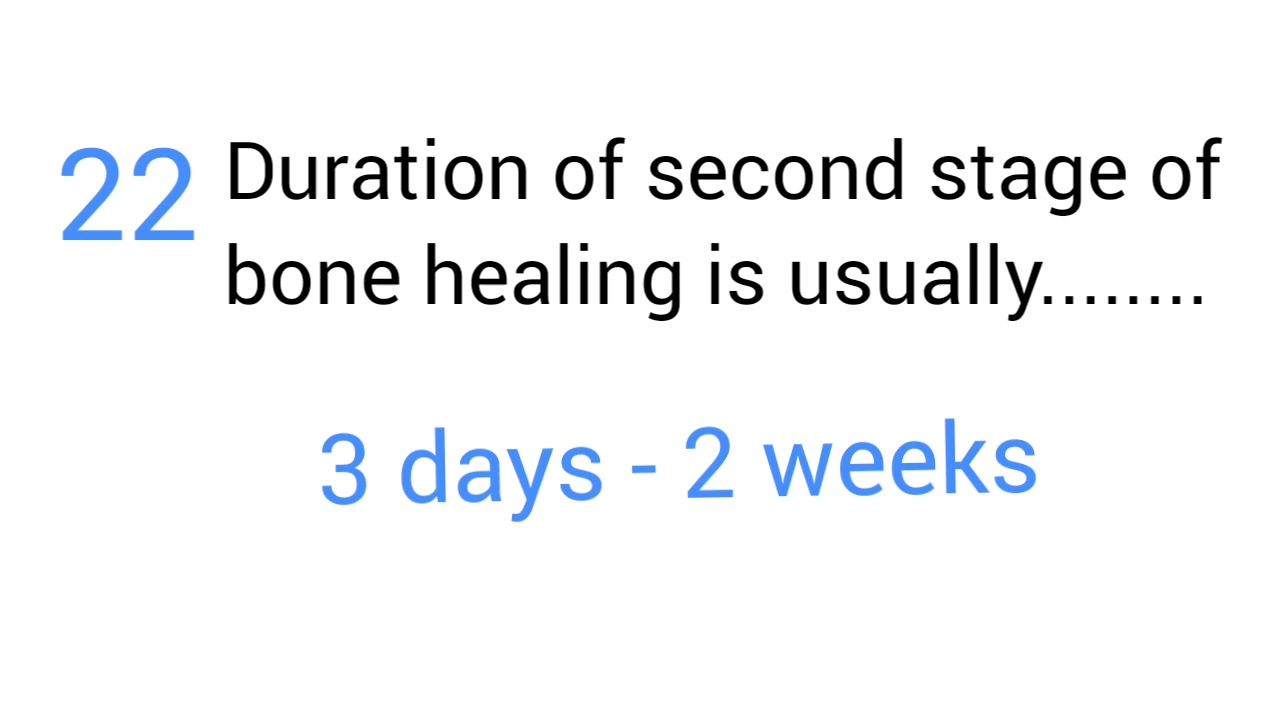 22 Duration of second stage of
bone healing is usually........
3 days - 2 weeks